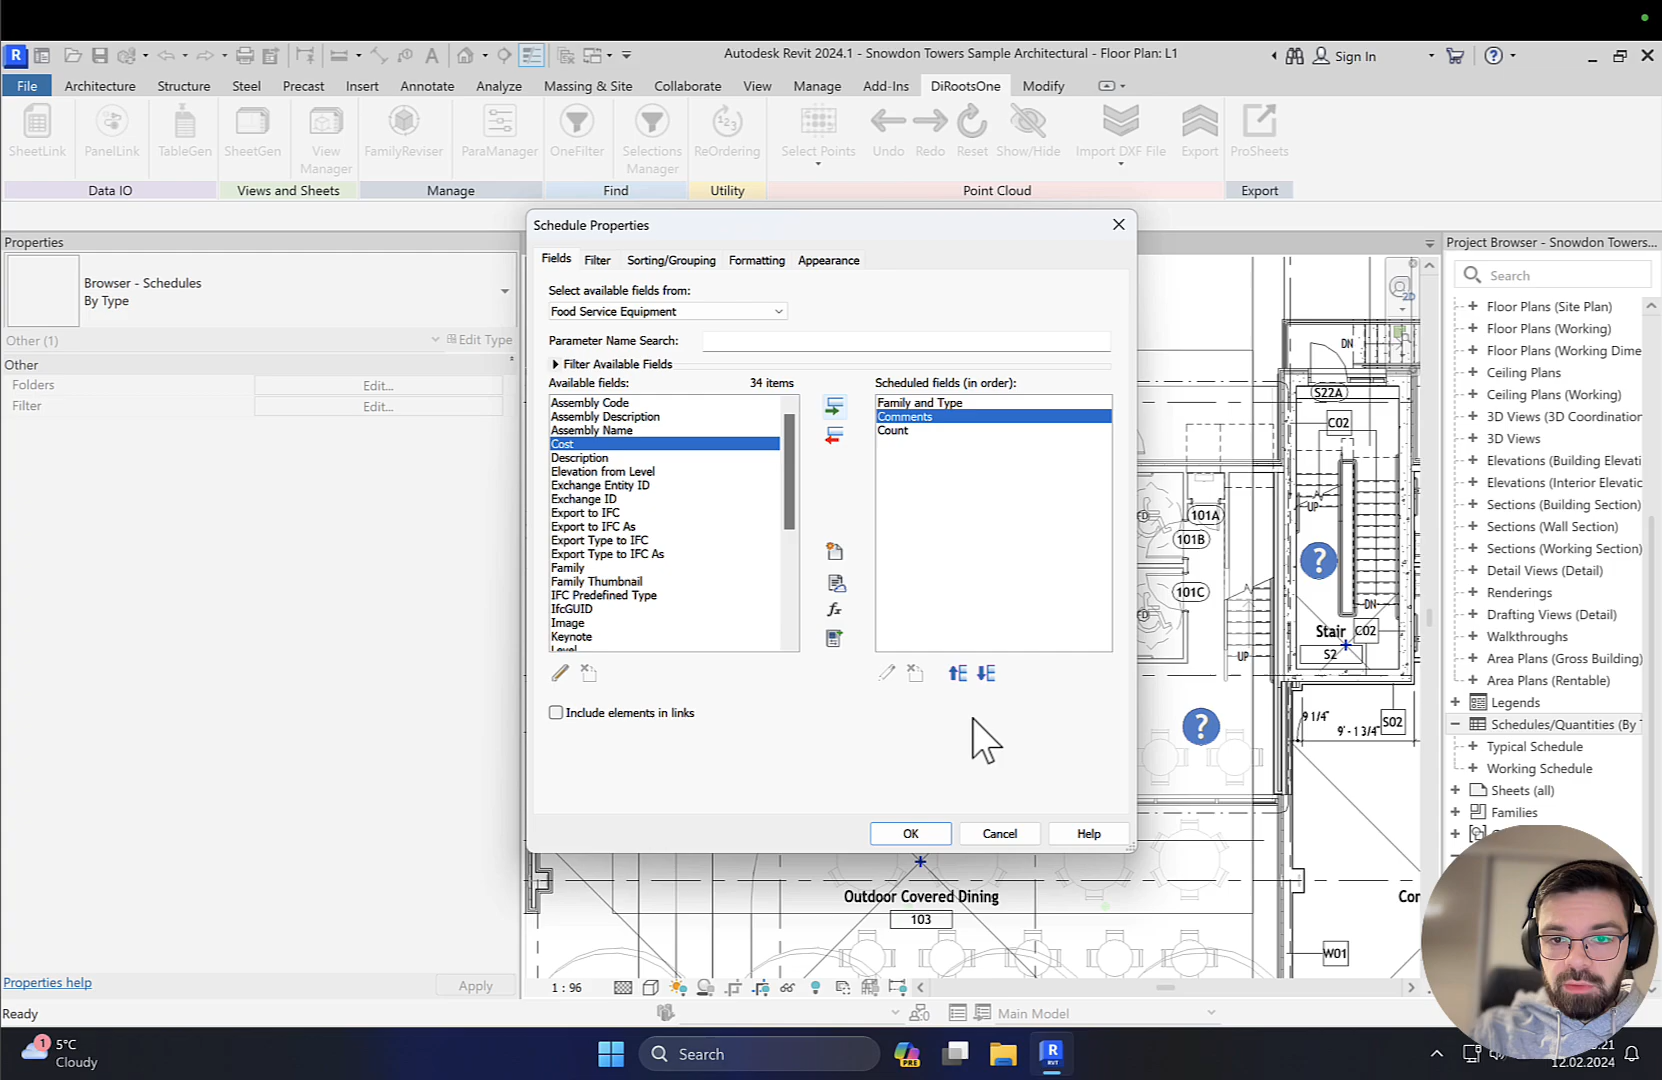 R
Autodesk Revit 2024.1 - Snowdon Towers Sample Architectural - Floor Plan: L1
Sign In
File
Architecture
Structure
Steel
Precast
Insert
Annotate
Analyze
Massing & Site
Collaborate
View
Manage
Add-Ins
DiRootsOne
Modify
SheetLink
PanelLink
TableGen
SheetGen
View
Manager
FamilyReviser
ParaManager
OneFilter
Selections
Manager
ReOrdering
Select Points
Undo
Redo
Reset
Show/Hide
Import DXF File
Export
ProSheets
Data IO
Views and Sheets
Manage
Find
Utility
Point Cloud
Export
Properties
Browser - Schedules
By Type
Other (1)
Edit Type
Other
Folders
Edit...
Filter
Edit...
Properties help
Apply
Schedule Properties
Fields
Filter
Sorting/Grouping
Formatting
Appearance
Select available fields from:
Food Service Equipment
Parameter Name Search:
Filter Available Fields
Available fields:
34 items
Assembly Code
Assembly Description
Assembly Name
Cost
Description
Elevation from Level
Exchange Entity ID
Exchange ID
Export to IFC
Export to IFC As
Export Type to IFC
Export Type to IFC As
Family
Family Thumbnail
IFC Predefined Type
IfcGUID
Image
Keynote
Level
Scheduled fields (in order):
Family and Type
Comments
Count
fx
Include elements in links
OK
Cancel
Help
2D
DN
S22A
C02
UP
101A
101B
101C
?
DN
Stair
C02
S2
UP
?
9 1/4"
9' - 1 3/4"
S02
Outdoor Covered Dining
103
W01
Project Browser - Snowdon Towers...
Search
Floor Plans (Site Plan)
Floor Plans (Working)
Floor Plans (Working Dime
Ceiling Plans
Ceiling Plans (Working)
3D Views (3D Coordination
3D Views
Elevations (Building Elevati
Elevations (Interior Elevatic
Sections (Building Section)
Sections (Wall Section)
Sections (Working Section)
Detail Views (Detail)
Renderings
Drafting Views (Detail)
Walkthroughs
Area Plans (Gross Building)
Area Plans (Rentable)
Legends
Schedules/Quantities (By
Typical Schedule
Working Schedule
Sheets (all)
Families
1 : 96
Ready
Main Model
1
5°C
Cloudy
Search
PRE
R
RVT
12.02.2024